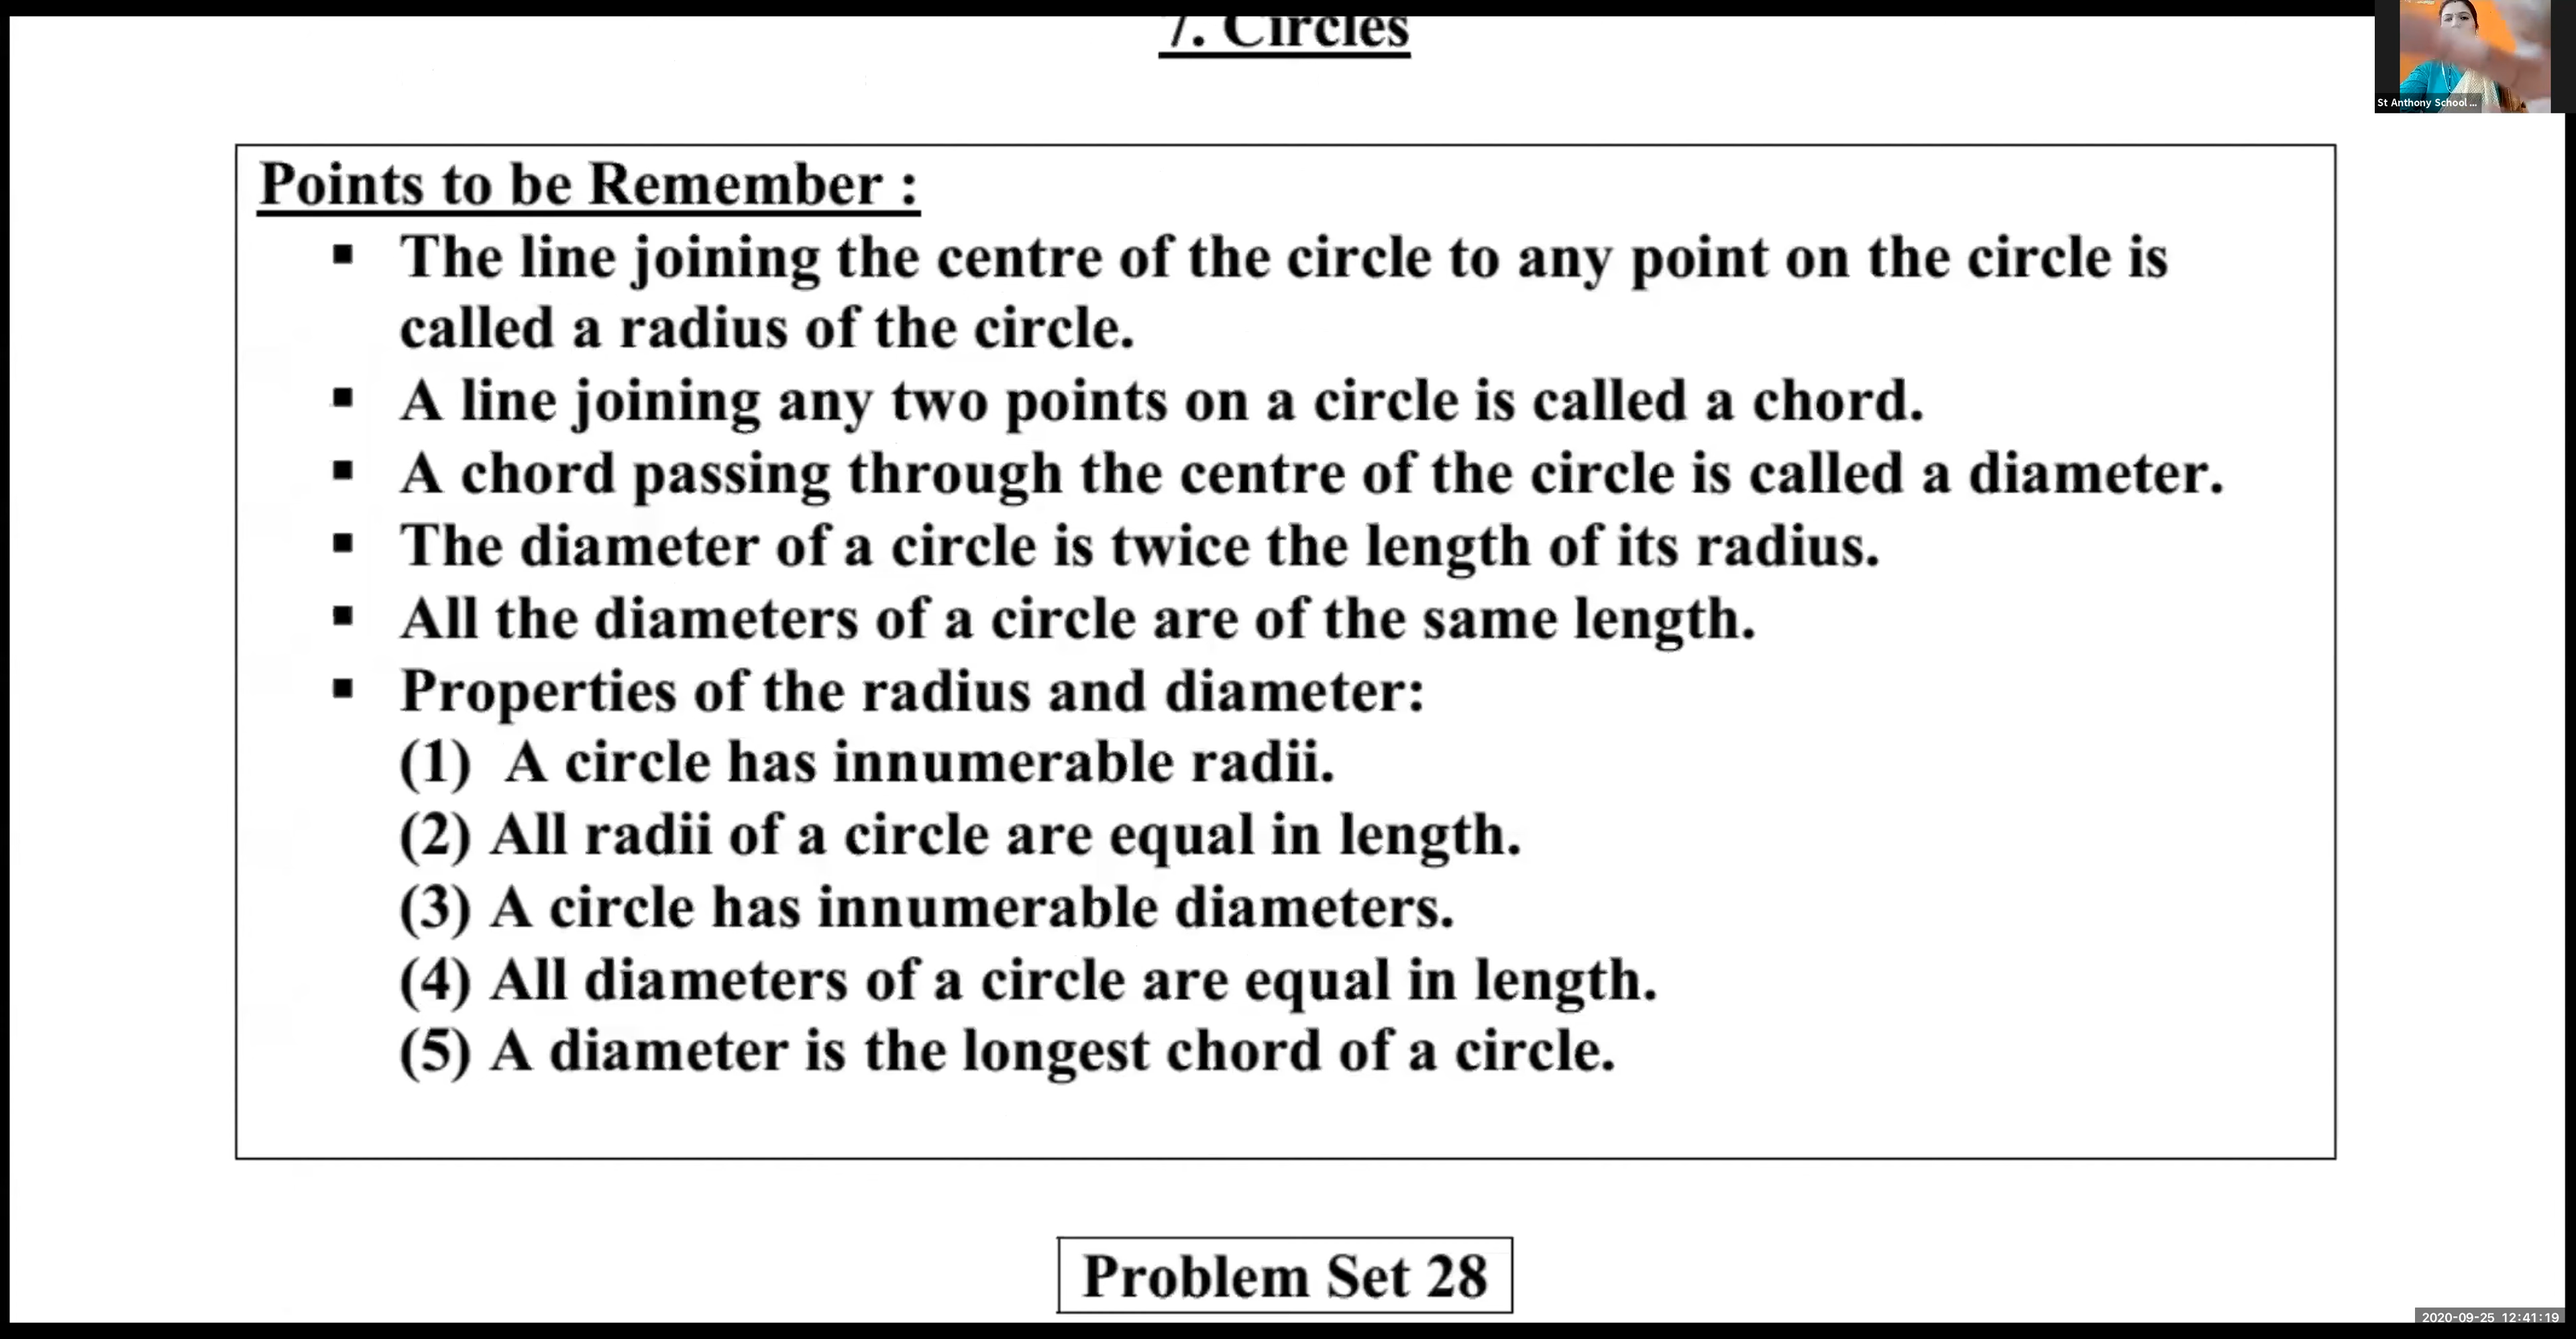 7. Circles
St Anthony School ...
Points to be Remember :
▪ The line joining the centre of the circle to any point on the circle is
called a radius of the circle.
▪ A line joining any two points on a circle is called a chord.
▪ A chord passing through the centre of the circle is called a diameter.
▪ The diameter of a circle is twice the length of its radius.
▪ All the diameters of a circle are of the same length.
▪ Properties of the radius and diameter:
(1) A circle has innumerable radii.
(2) All radii of a circle are equal in length.
(3) A circle has innumerable diameters.
(4) All diameters of a circle are equal in length.
(5) A diameter is the longest chord of a circle.
Problem Set 28
2020-09-25 12:41:19